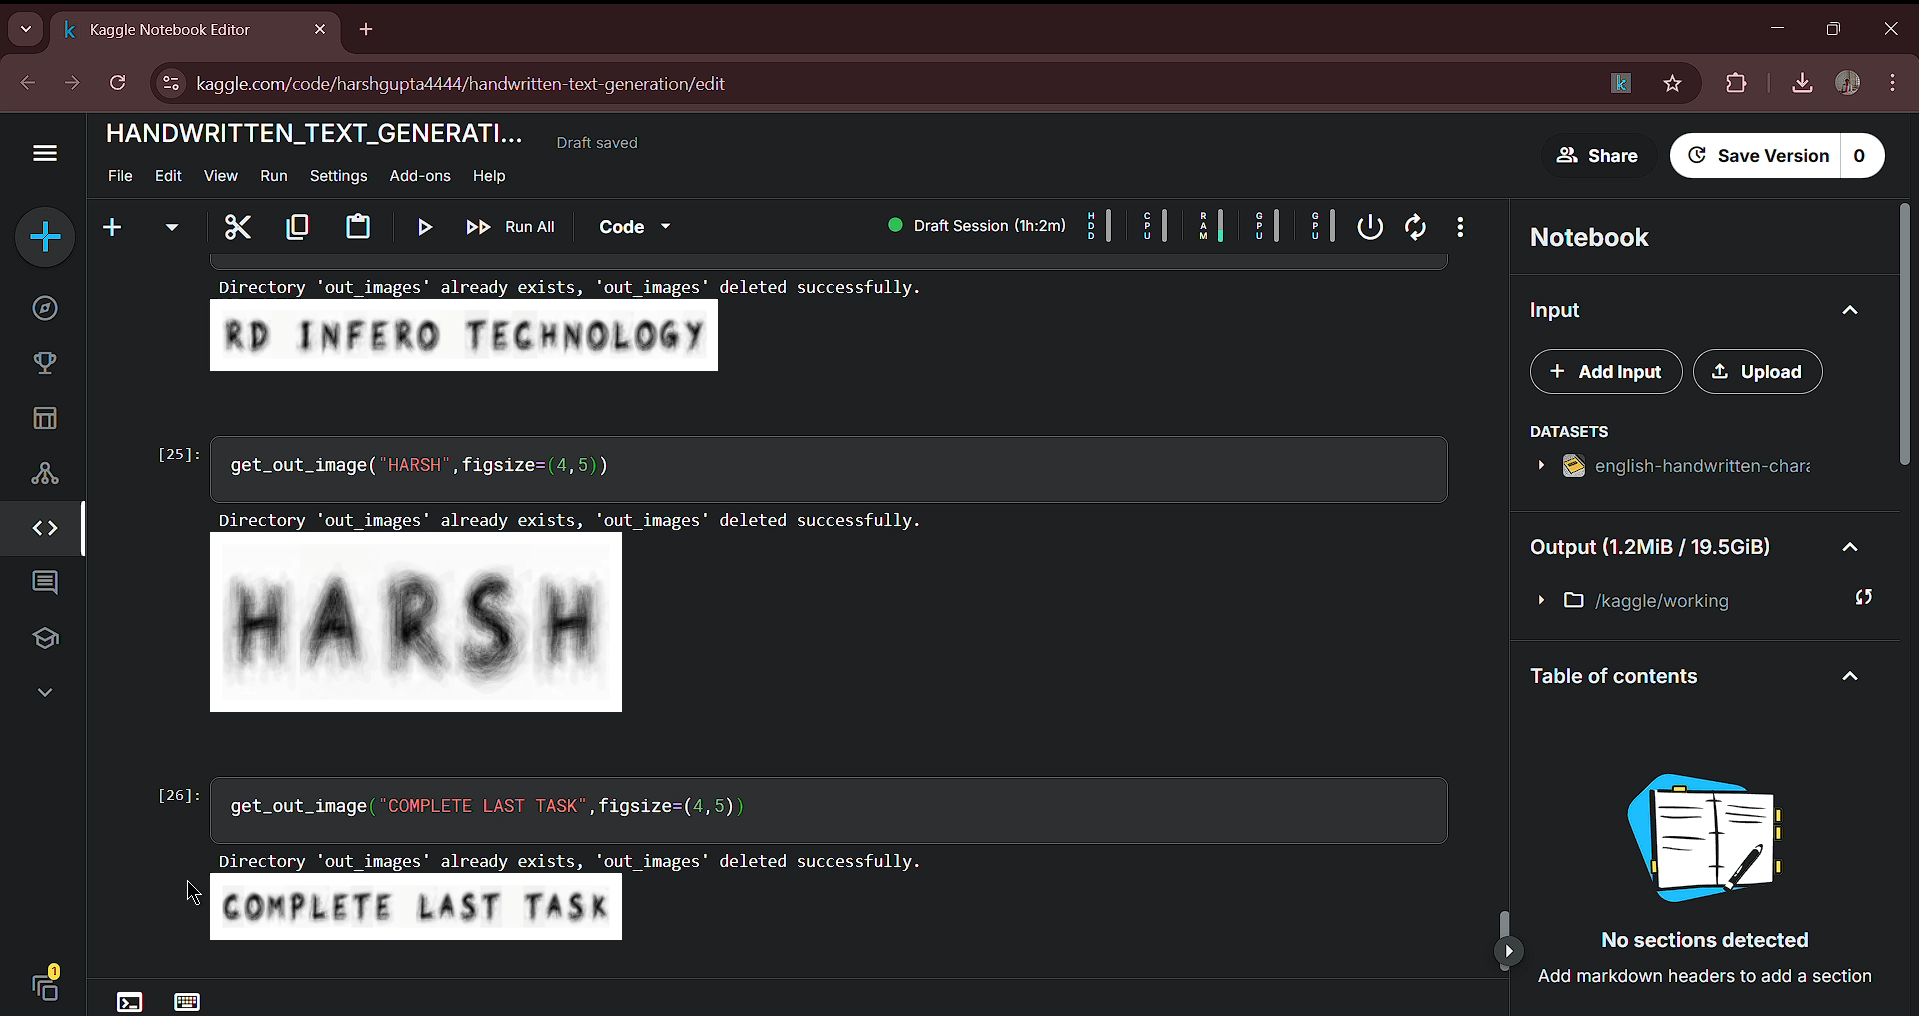 Kaggle Notebook Editor
kaggle.com/code/harshgupta4444/handwritten-text-generation/edit
HANDWRITTEN_TEXT_GENERATI...
Draft saved
File Edit View Run Settings Add-ons Help
Share
Save Version 0
Run All
Code
Draft Session (1h:2m)
HDD
CPU
RAM
GPU
GPU
Directory 'out_images' already exists, 'out_images' deleted successfully.
RD INFERO TECHNOLOGY
[25]:
get_out_image("HARSH",figsize=(4,5))
Directory 'out_images' already exists, 'out_images' deleted successfully.
HARSH
[26]:
get_out_image("COMPLETE LAST TASK",figsize=(4,5))
Directory 'out_images' already exists, 'out_images' deleted successfully.
COMPLETE LAST TASK
1
Notebook
Input
Add Input
Upload
DATASETS
english-handwritten-chara
Output (1.2MiB / 19.5GiB)
/kaggle/working
Table of contents
No sections detected
Add markdown headers to add a section